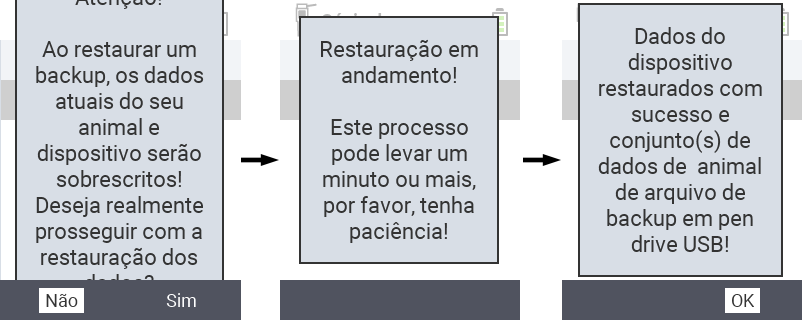 Atenção!
Ao restaurar um
backup, os dados
atuais do seu
animal e
dispositivo serão
sobrescritos!
Deseja realmente
prosseguir com a
restauração dos
dados?
Não Sim
Restauração em
andamento!
Este processo
pode levar um
minuto ou mais,
por favor, tenha
paciência!
Dados do
dispositivo
restaurados com
sucesso e
conjunto(s) de
dados de animal
de arquivo de
backup em pen
drive USB!
OK